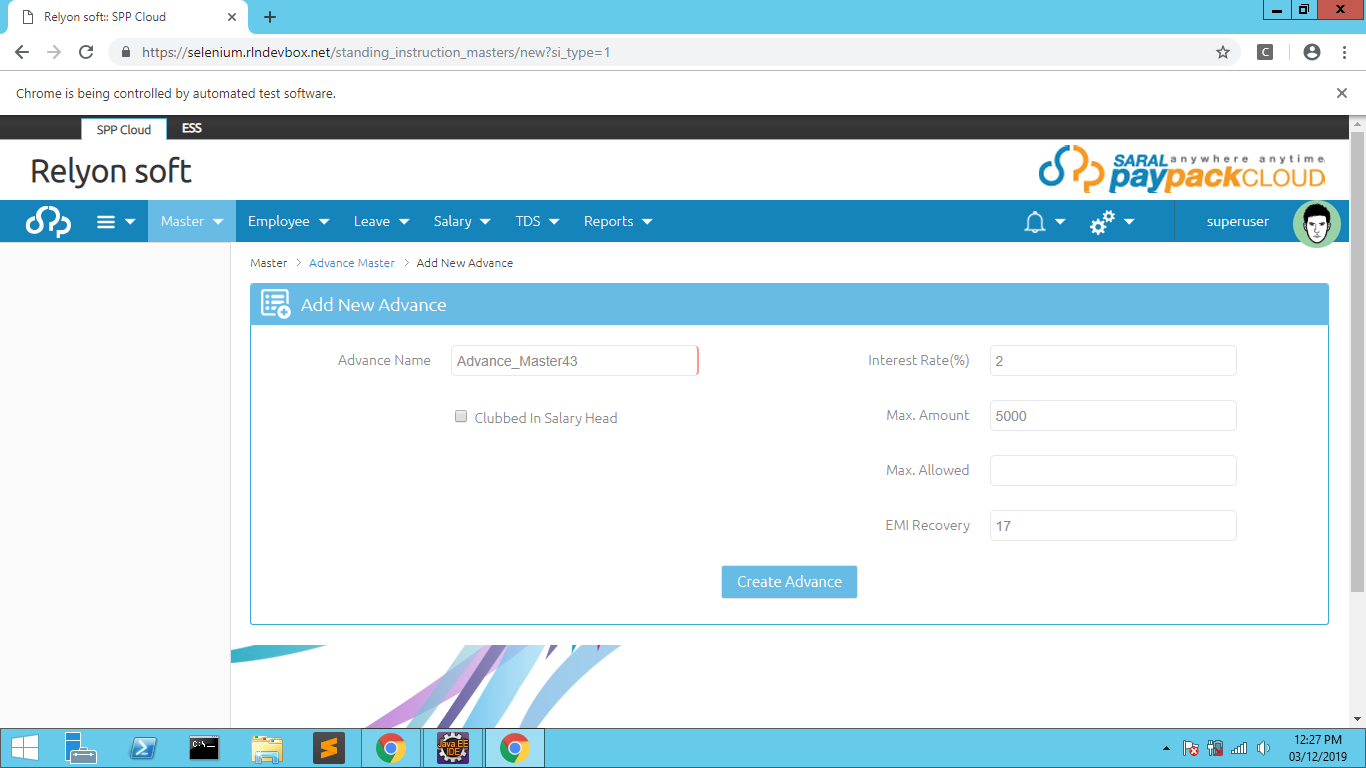 Relyon soft:: SPP Cloud
https://selenium.rlndevbox.net/standing_instruction_masters/new?si_type=1
C
Chrome is being controlled by automated test software.
SPP Cloud ESS
Relyon soft
SARAL anywhere anytime
paypackCLOUD
Master Employee Leave Salary TDS Reports superuser
Master > Advance Master > Add New Advance
Add New Advance
Advance Name Advance_Master43 Interest Rate(%) 2
Clubbed In Salary Head
Max. Amount 5000
Max. Allowed
EMI Recovery 17
Create Advance
C:\_
Java EE
IDE
12:27 PM
03/12/2019